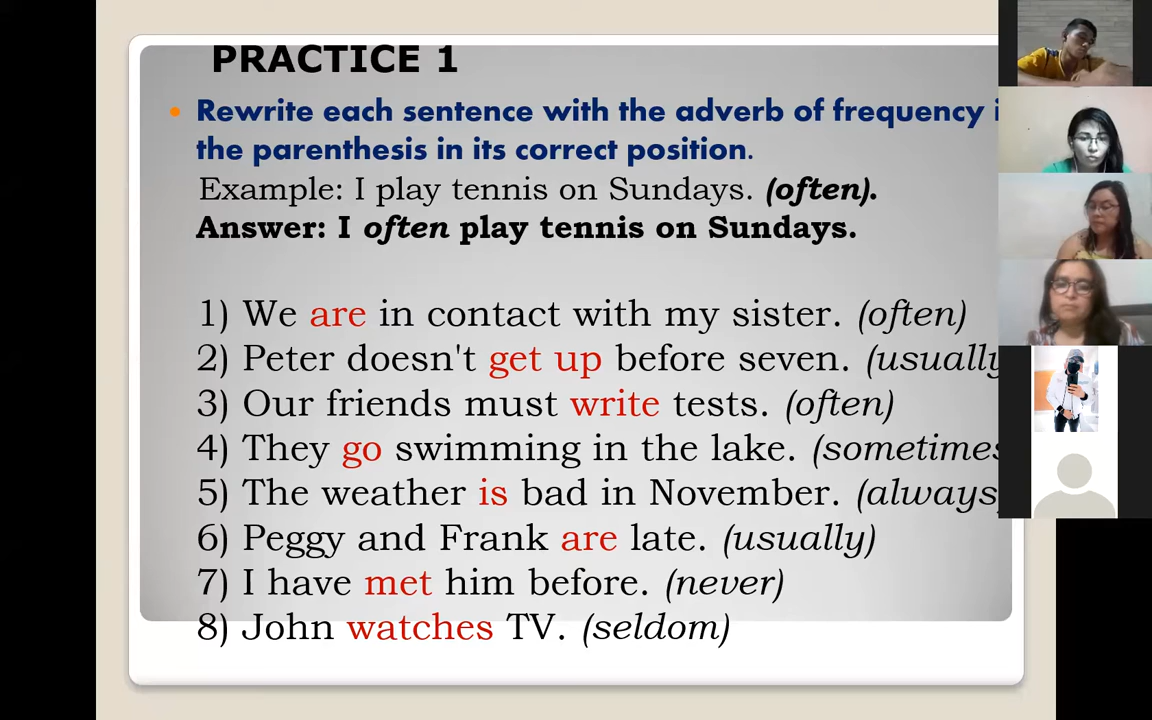 PRACTICE 1
• Rewrite each sentence with the adverb of frequency
the parenthesis in its correct position.
Example: I play tennis on Sundays. (often).
Answer: I often play tennis on Sundays.
1) We are in contact with my sister. (often)
2) Peter doesn't get up before seven. (usually
3) Our friends must write tests. (often)
4) They go swimming in the lake. (sometimes
5) The weather is bad in November. (always)
6) Peggy and Frank are late. (usually)
7) I have met him before. (never)
8) John watches TV. (seldom)